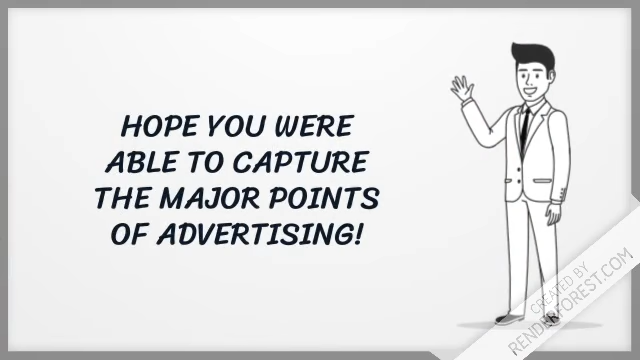 HOPE YOU WERE
ABLE TO CAPTURE
THE MAJOR POINTS
OF ADVERTISING!
CREATED BY
RENDERFOREST.COM